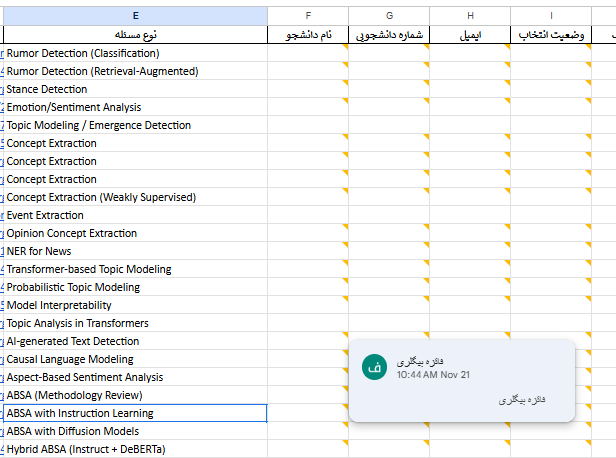 E F G H I
نوع مسئله نام دانشجو شماره دانشجویی ایمیل وضعیت انتخاب
Rumor Detection (Classification)
Rumor Detection (Retrieval-Augmented)
Stance Detection
Emotion/Sentiment Analysis
Topic Modeling / Emergence Detection
Concept Extraction
Concept Extraction
Concept Extraction
Concept Extraction (Weakly Supervised)
Event Extraction
Opinion Concept Extraction
NER for News
Transformer-based Topic Modeling
Probabilistic Topic Modeling
Model Interpretability
Topic Analysis in Transformers
AI-generated Text Detection
Causal Language Modeling
Aspect-Based Sentiment Analysis
ABSA (Methodology Review)
ABSA with Instruction Learning
ABSA with Diffusion Models
Hybrid ABSA (Instruct + DeBERTa)
ف
فائزه بیگلری
10:44 AM Nov 21
فائزه بیگلری